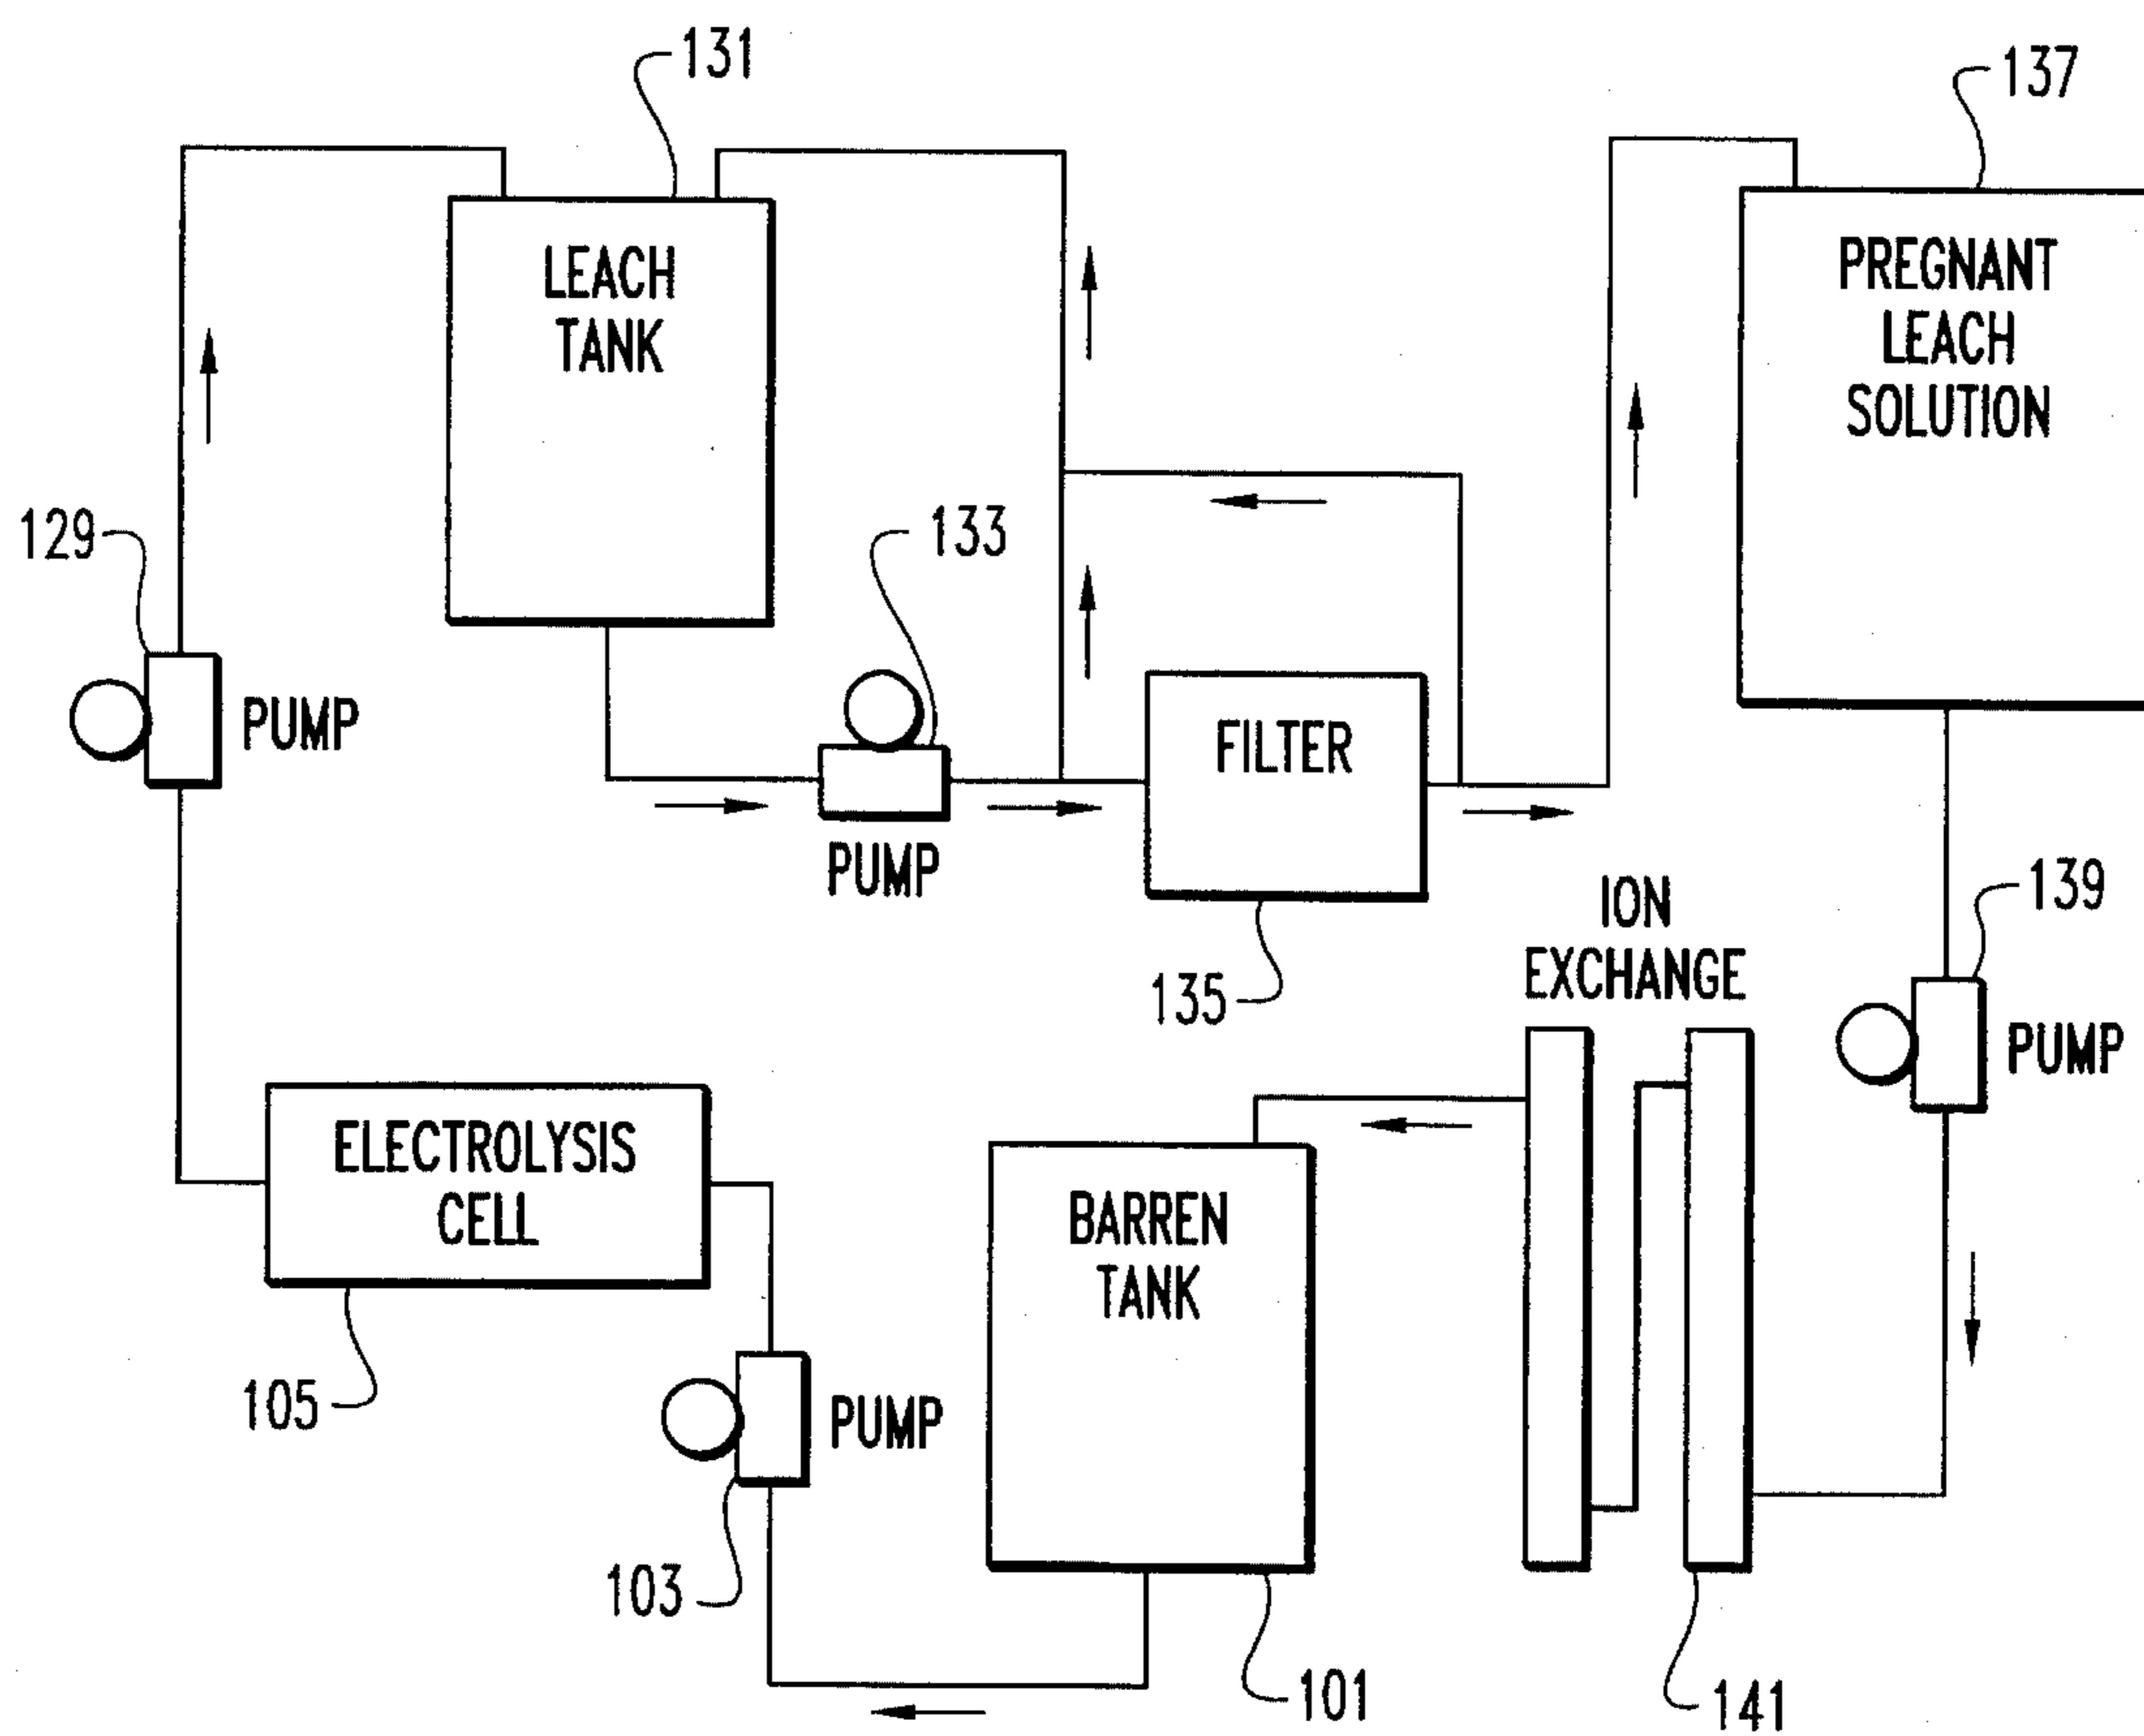 131
137
LEACH
TANK
PREGNANT
LEACH
SOLUTION
129
133
PUMP
FILTER
PUMP
ION
EXCHANGE
139
135
PUMP
ELECTROLYSIS
CELL
BARREN
TANK
105
PUMP
103
101
141